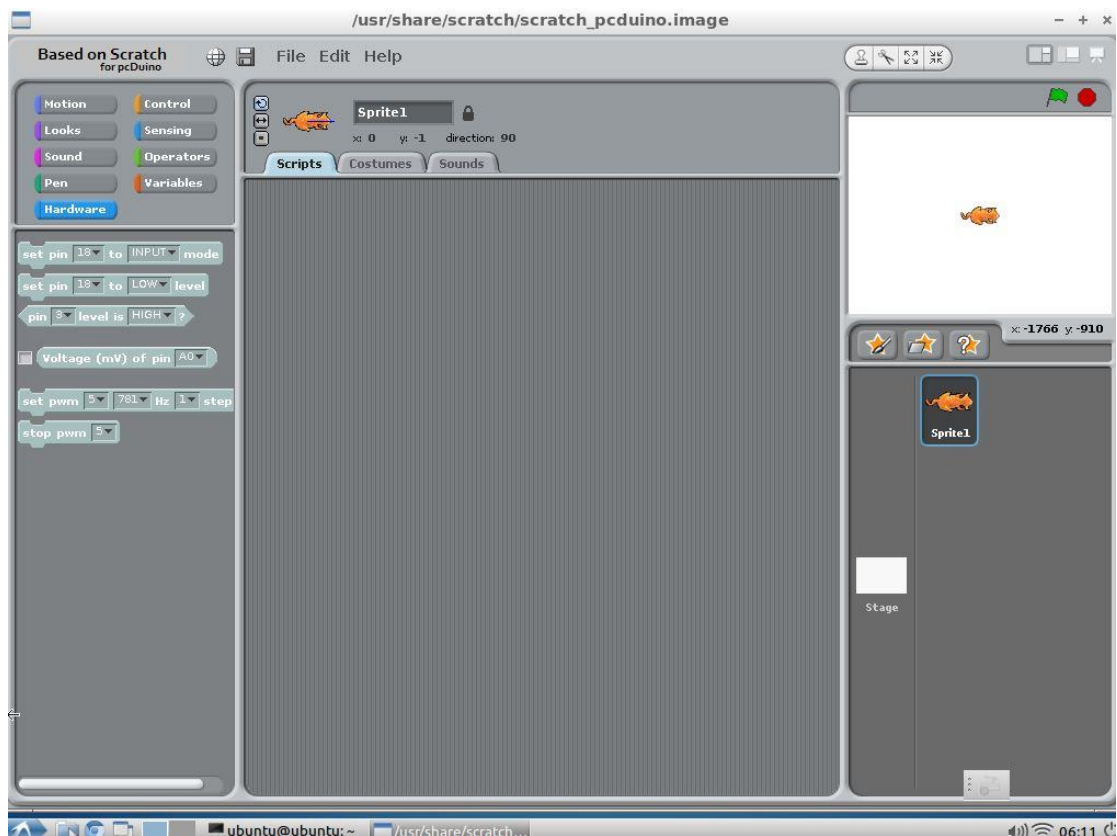 /usr/share/scratch/scratch_pcduino.image
Based on Scratch
for pcDuino
File Edit Help
Motion Control
Looks Sensing
Sound Operators
Pen Variables
Hardware
Sprite1
x: 0 y: -1 direction: 90
Scripts Costumes Sounds
set pin 18 to INPUT mode
set pin 18 to LOW level
pin 3 level is HIGH ?
Voltage (mV) of pin A0
set pwm 5 781 Hz 1 step
stop pwm 5
x: -1766 y: -910
Sprite1
Stage
ubuntu@ubuntu: ~ /usr/share/scratch... 06:11